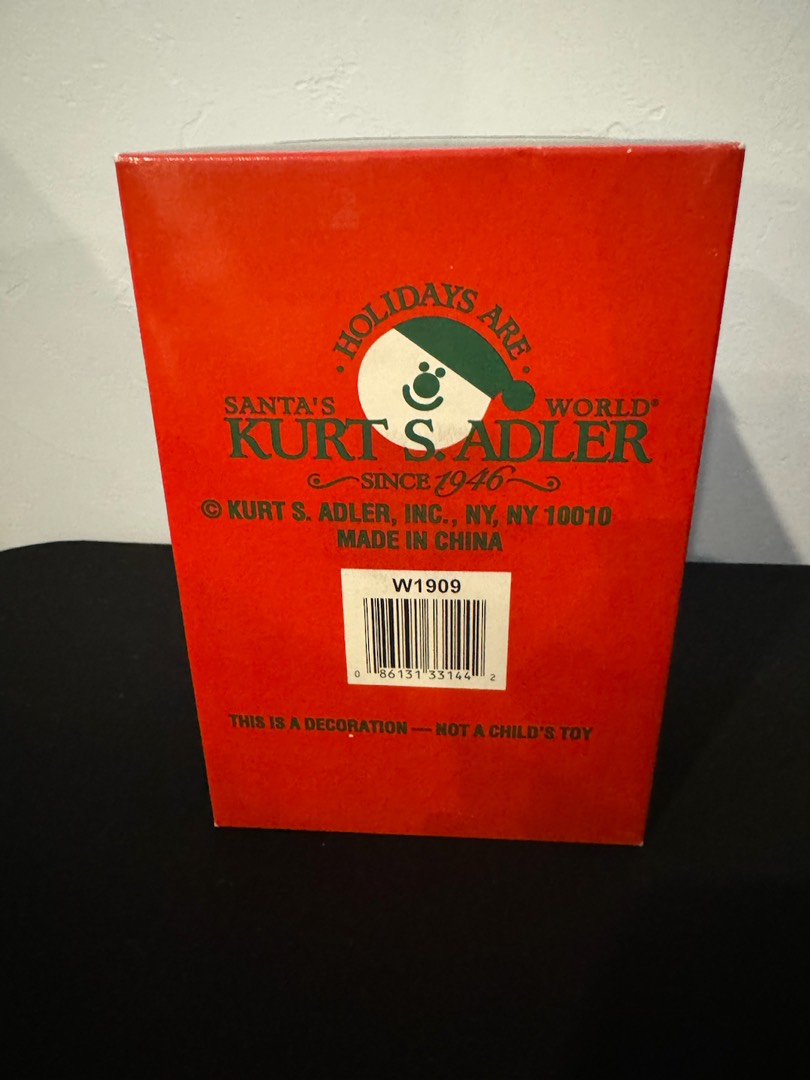 · HOLIDAYS ARE ·
SANTA'S WORLD®
KURT S. ADLER
SINCE 1946
© KURT S. ADLER, INC., NY, NY 10010
MADE IN CHINA
W1909
0 86131 33144 2
THIS IS A DECORATION — NOT A CHILD'S TOY